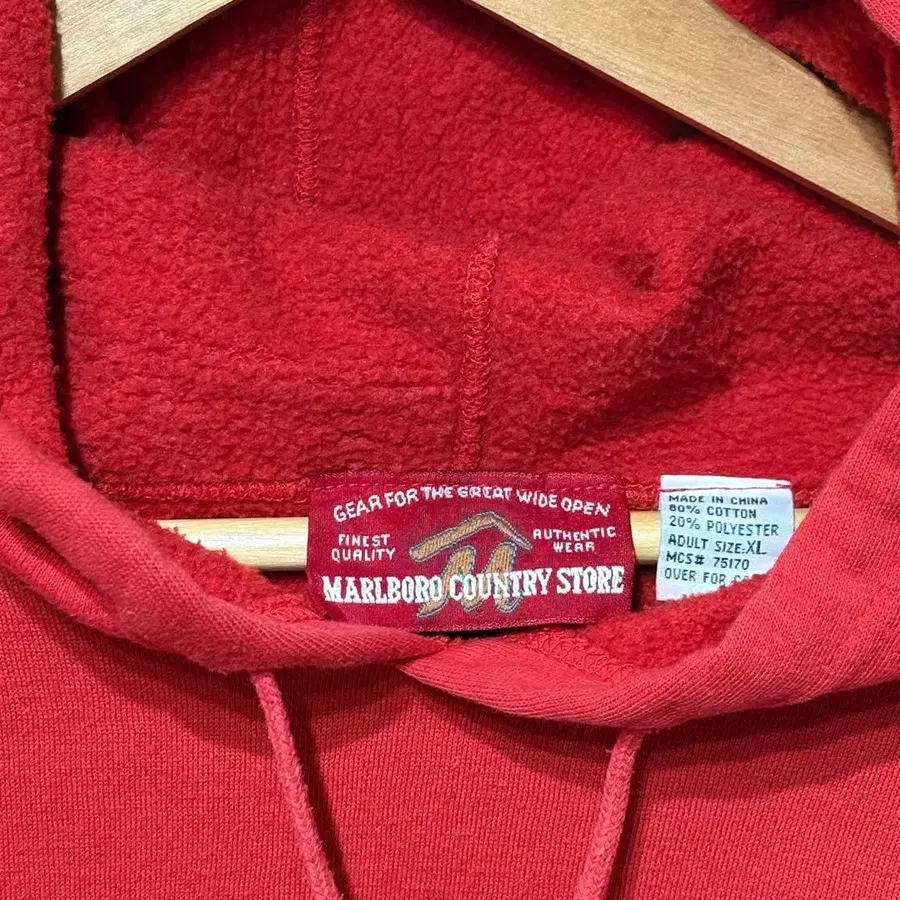 GEAR FOR THE GREAT WIDE OPEN
FINEST
QUALITY
AUTHENTIC
WEAR
M
MARLBORO COUNTRY STORE
MADE IN CHINA
80% COTTON
20% POLYESTER
ADULT SIZE:XL
MCS# 75170
OVER FOR